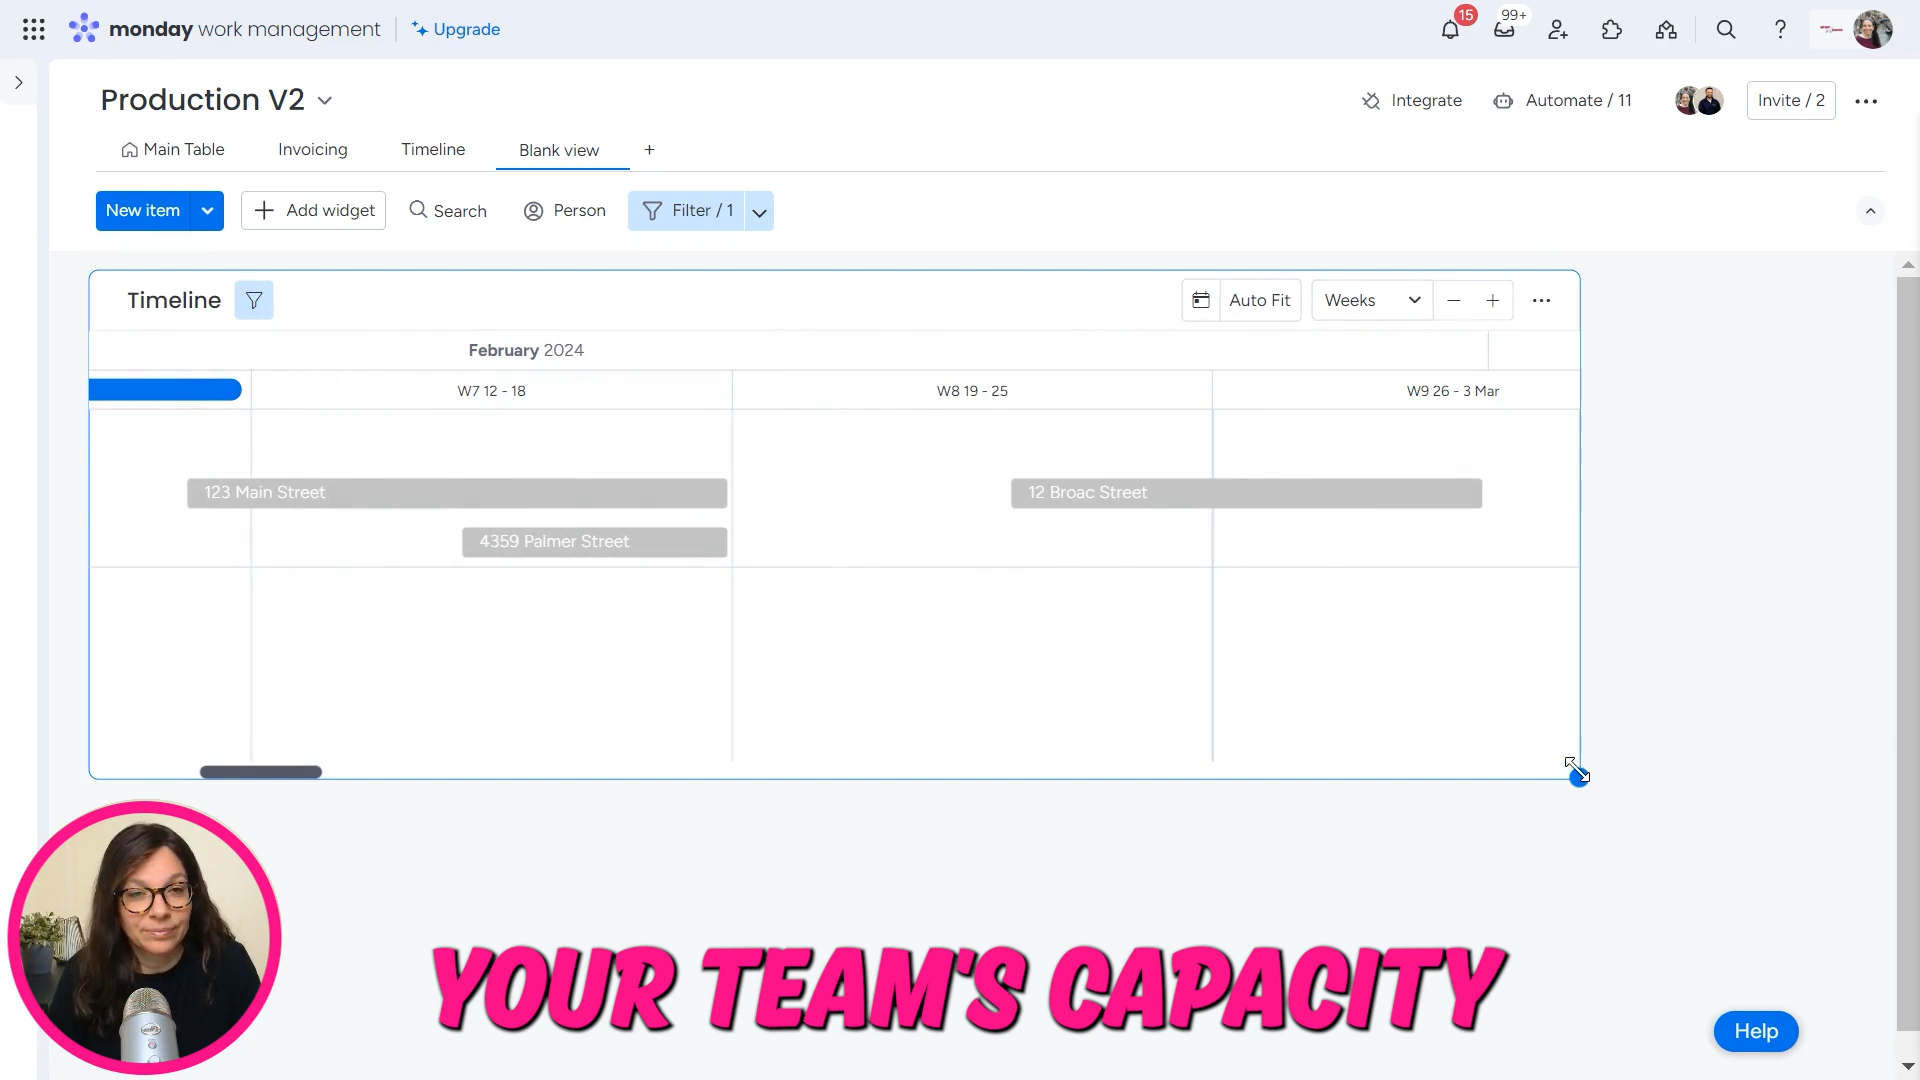 monday work management
Upgrade
15
99+
Production V2
Integrate
Automate / 11
Invite / 2
Main Table
Invoicing
Timeline
Blank view
+
New item
Add widget
Search
Person
Filter / 1
Timeline
Auto Fit
Weeks
February 2024
W7 12 - 18
W8 19 - 25
W9 26 - 3 Mar
123 Main Street
12 Broac Street
4359 Palmer Street
YOUR TEAM'S CAPACITY
Help